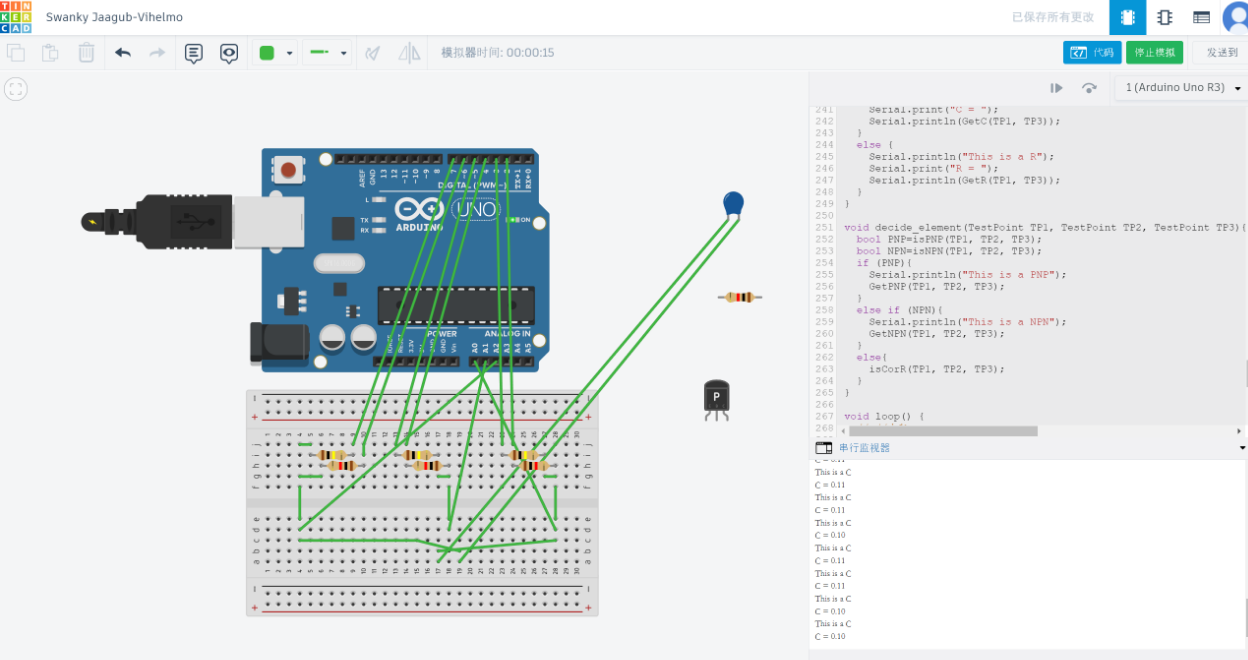 TIN
KER
CAD
Swanky Jaagub-Vihelmo
已保存所有更改
模拟器时间: 00:00:15
代码
停止模拟
发送到
1 (Arduino Uno R3)
AREF
GND
13
12
~11
~10
~9
8
7
~6
~5
4
TX→1
RX←0
DIGITAL (PWM~)
L
TX
RX
ARDUINO
UNO
ON
POWER
ANALOG IN
RESET
3.3V
GND
Vin
A0
A1
A2
A3
A4
A5
P
241 Serial.print("C = ");
242 Serial.println(GetC(TP1, TP3));
243 }
244 else {
245 Serial.println("This is a R");
246 Serial.print("R = ");
247 Serial.println(GetR(TP1, TP3));
248 }
249 }
250
251 void decide_element(TestPoint TP1, TestPoint TP2, TestPoint TP3){
252 bool PNP=isPNP(TP1, TP2, TP3);
253 bool NPN=isNPN(TP1, TP2, TP3);
254 if (PNP){
255 Serial.println("This is a PNP");
256 GetPNP(TP1, TP2, TP3);
257 }
258 else if (NPN){
259 Serial.println("This is a NPN");
260 GetNPN(TP1, TP2, TP3);
261 }
262 else{
263 isCorR(TP1, TP2, TP3);
264 }
265 }
266
267 void loop() {
268
串行监视器
C = 0.11
This is a C
C = 0.11
This is a C
C = 0.11
This is a C
C = 0.10
This is a C
C = 0.11
This is a C
C = 0.11
This is a C
C = 0.10
This is a C
C = 0.10